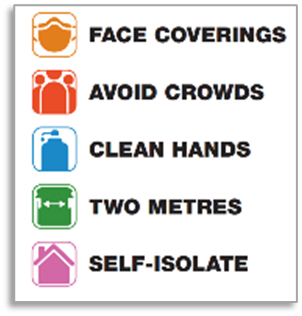 FACE COVERINGS
AVOID CROWDS
CLEAN HANDS
TWO METRES
SELF-ISOLATE